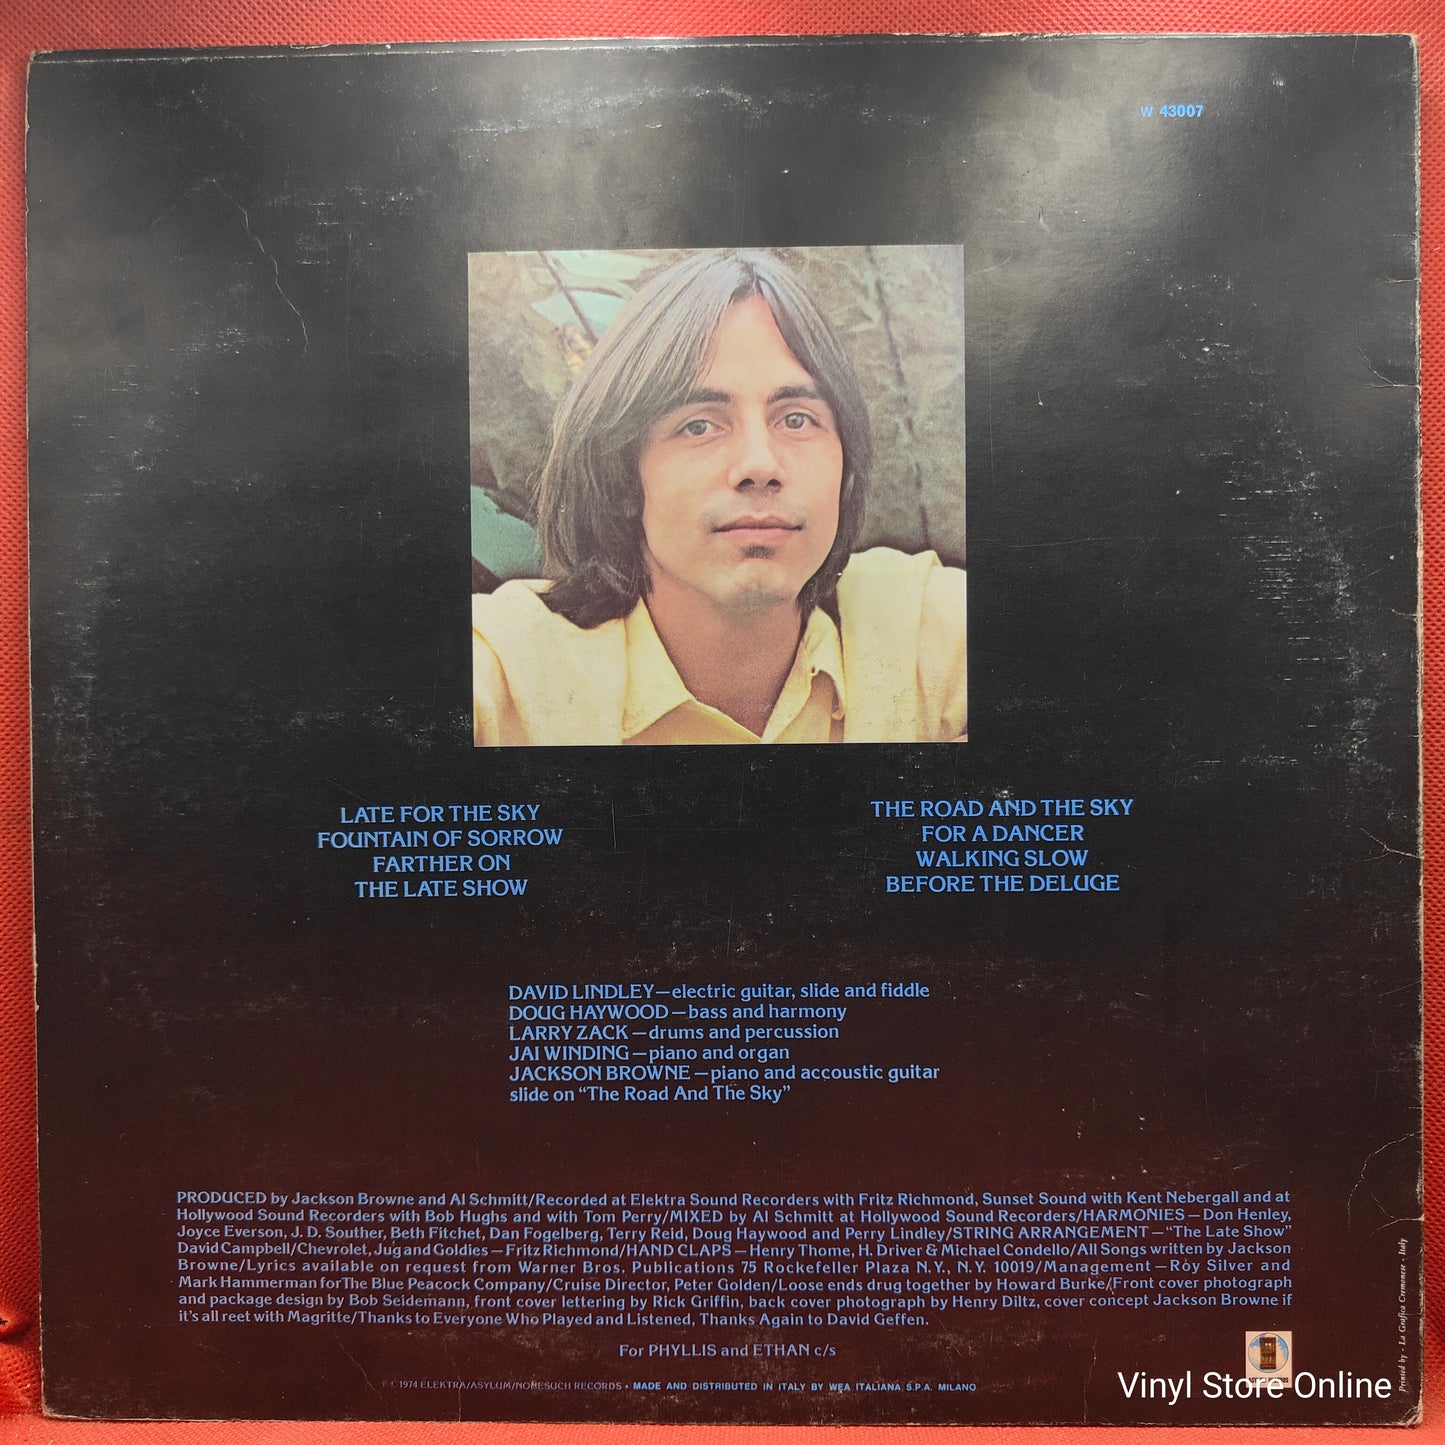 W 43007
LATE FOR THE SKY
FOUNTAIN OF SORROW
FARTHER ON
THE LATE SHOW
THE ROAD AND THE SKY
FOR A DANCER
WALKING SLOW
BEFORE THE DELUGE
DAVID LINDLEY—electric guitar, slide and fiddle
DOUG HAYWOOD—bass and harmony
LARRY ZACK—drums and percussion
JAI WINDING—piano and organ
JACKSON BROWNE—piano and accoustic guitar
slide on “The Road And The Sky”
PRODUCED by Jackson Browne and Al Schmitt/Recorded at Elektra Sound Recorders with Fritz Richmond, Sunset Sound with Kent Nebergall and at
Hollywood Sound Recorders with Bob Hughs and with Tom Perry/MIXED by Al Schmitt at Hollywood Sound Recorders/HARMONIES—Don Henley,
Joyce Everson, J. D. Souther, Beth Fitchet, Dan Fogelberg, Terry Reid, Doug Haywood and Perry Lindley/STRING ARRANGEMENT—“The Late Show”
David Campbell/Chevrolet, Jug and Goldies—Fritz Richmond/HAND CLAPS—Henry Thome, H. Driver & Michael Condello/All Songs written by Jackson
Browne/Lyrics available on request from Warner Bros. Publications 75 Rockefeller Plaza N.Y., N.Y. 10019/Management—Roy Silver and
Mark Hammerman for The Blue Peacock Company/Cruise Director, Peter Golden/Loose ends drug together by Howard Burke/Front cover photograph
and package design by Bob Seidemann, front cover lettering by Rick Griffin, back cover photograph by Henry Diltz, cover concept Jackson Browne if
it's all reet with Magritte/Thanks to Everyone Who Played and Listened, Thanks Again to David Geffen.
For PHYLLIS and ETHAN c/s
℗ © 1974 ELEKTRA/ASYLUM/NONESUCH RECORDS • MADE AND DISTRIBUTED IN ITALY BY WEA ITALIANA S.P.A. MILANO
Printed by - La Grafica Cremonese - Italy
Vinyl Store Online